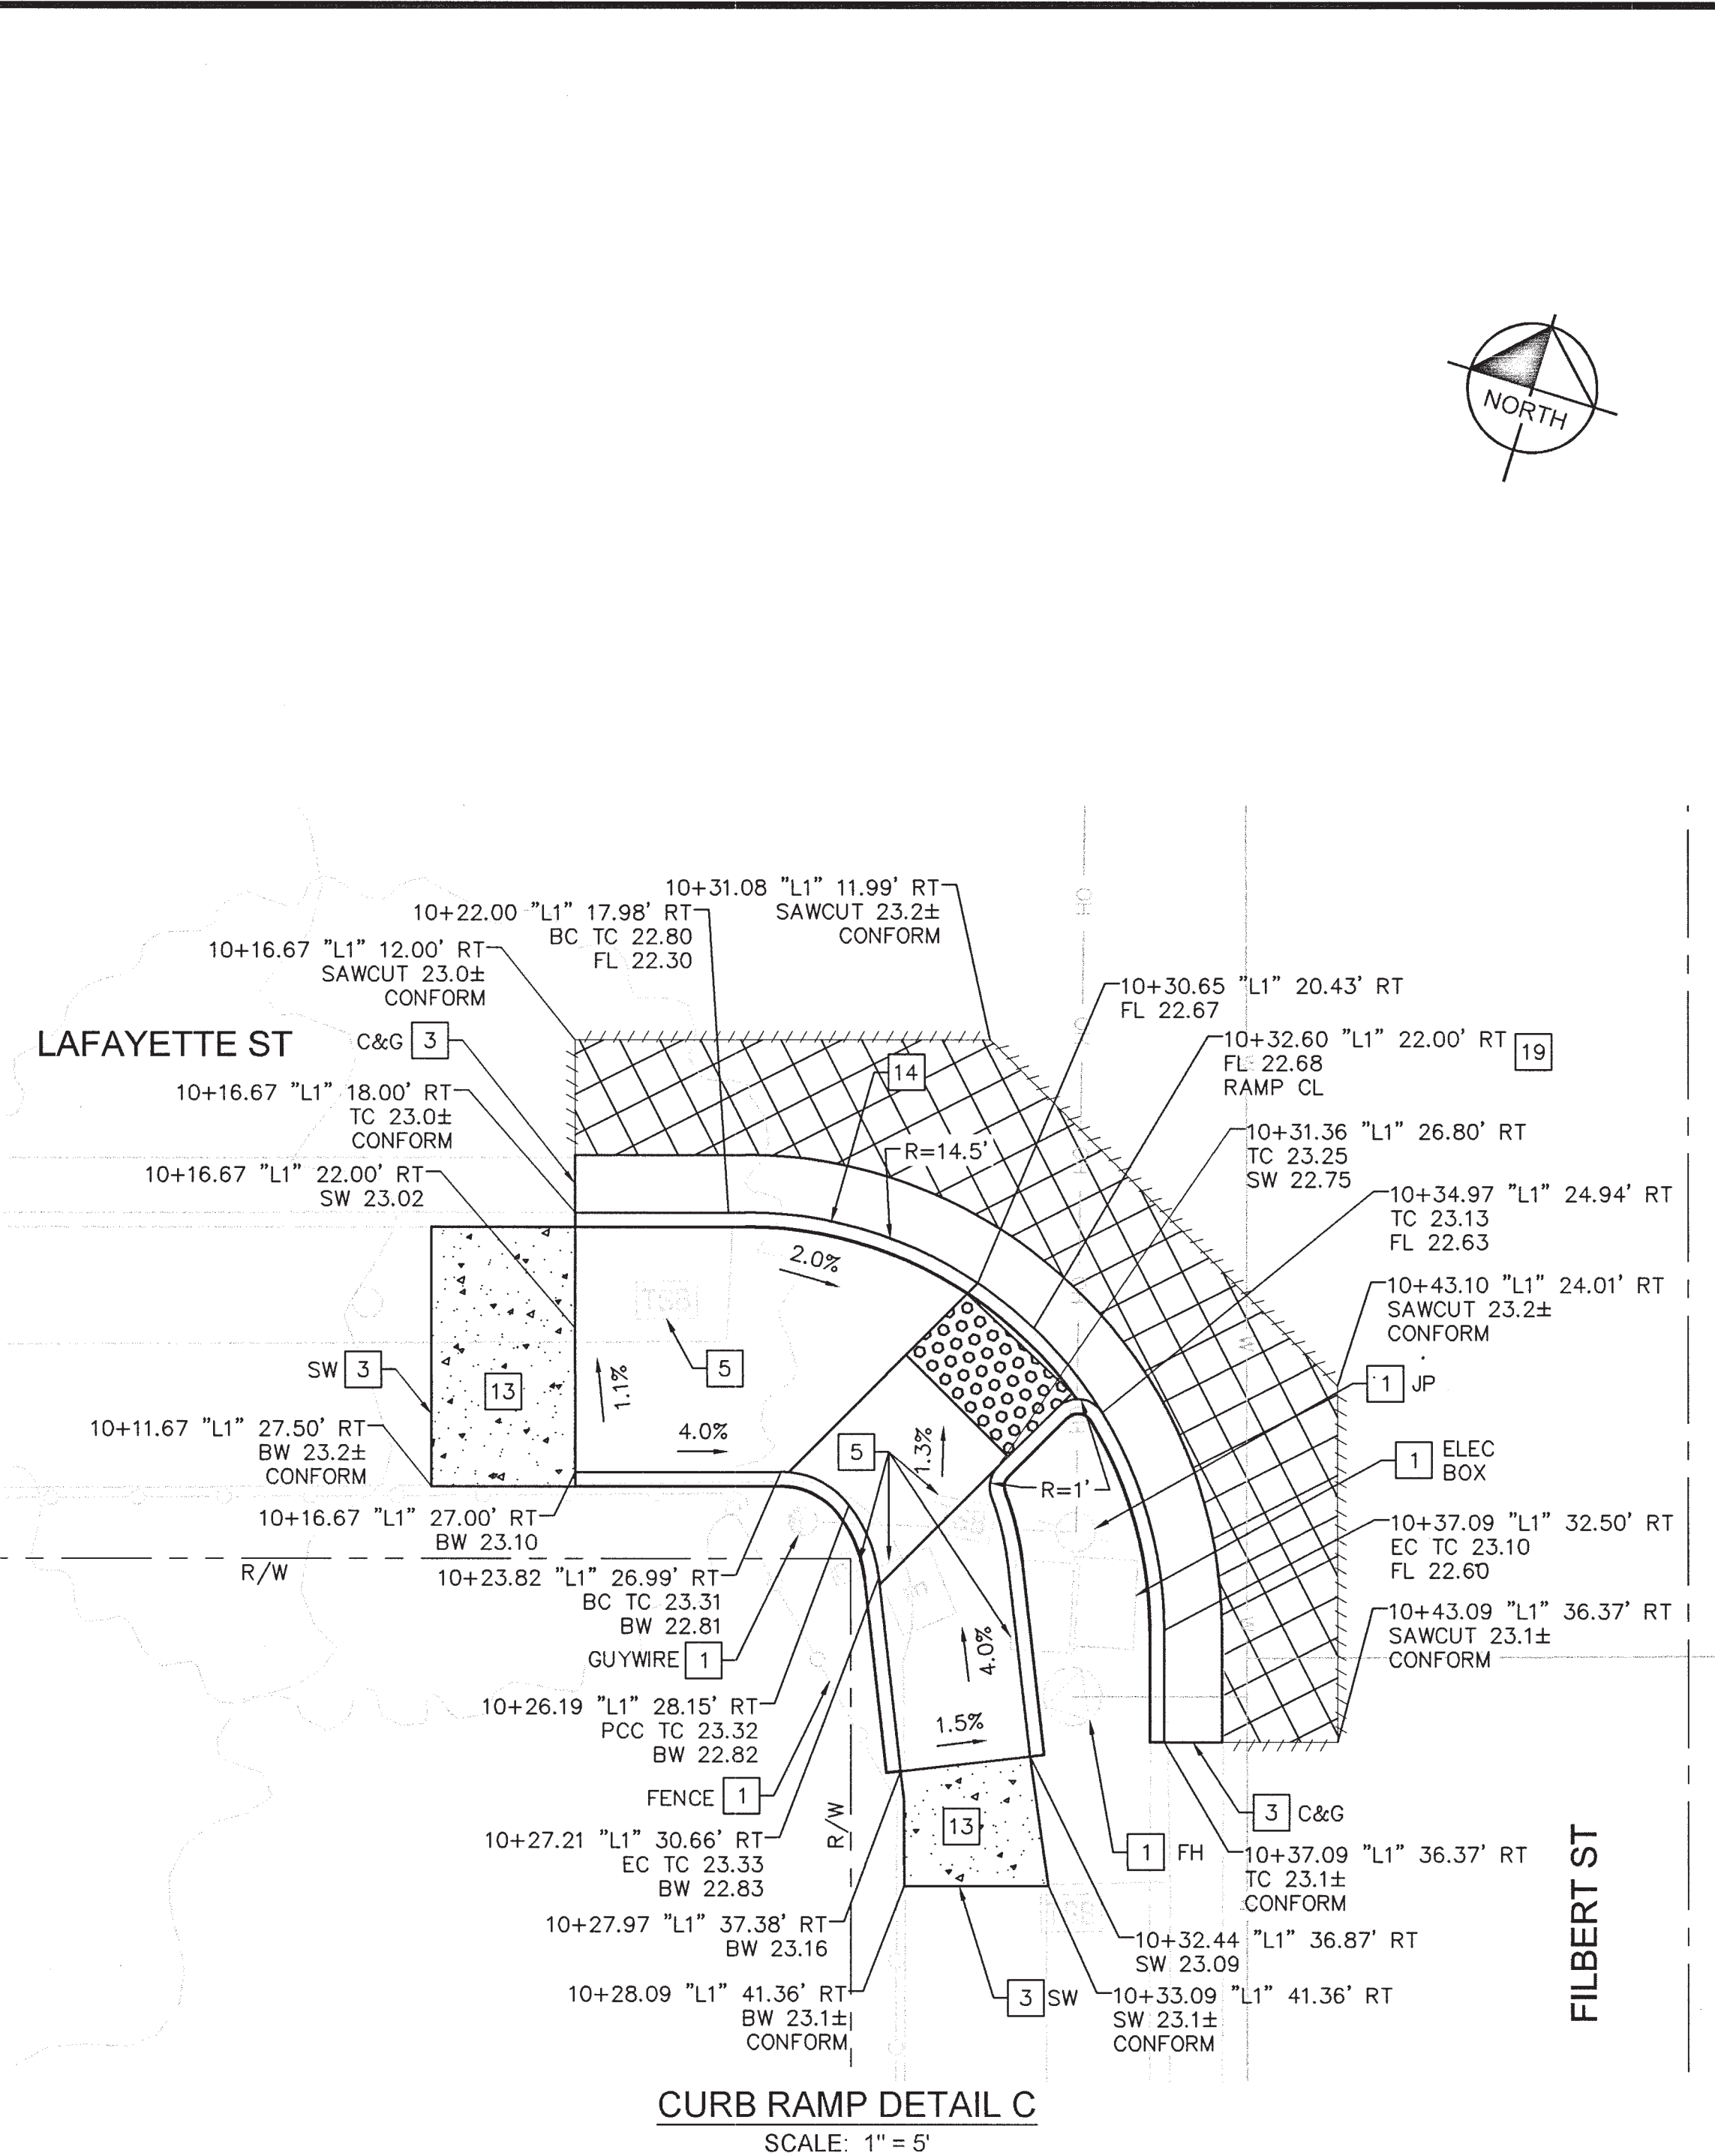 NORTH
10+31.08 "L1" 11.99' RT
SAWCUT 23.2±
CONFORM
10+22.00 "L1" 17.98' RT
BC TC 22.80
FL 22.30
10+16.67 "L1" 12.00' RT
SAWCUT 23.0±
CONFORM
LAFAYETTE ST
C&G 3
10+16.67 "L1" 18.00' RT
TC 23.0±
CONFORM
10+16.67 "L1" 22.00' RT
SW 23.02
SW 3
10+11.67 "L1" 27.50' RT
BW 23.2±
CONFORM
10+16.67 "L1" 27.00' RT
BW 23.10
R/W
10+23.82 "L1" 26.99' RT
BC TC 23.31
BW 22.81
GUYWIRE 1
10+26.19 "L1" 28.15' RT
PCC TC 23.32
BW 22.82
FENCE 1
10+27.21 "L1" 30.66' RT
EC TC 23.33
BW 22.83
10+27.97 "L1" 37.38' RT
BW 23.16
10+28.09 "L1" 41.36' RT
BW 23.1±
CONFORM
R/W
14
R=14.5'
2.0%
TSB
5
13
1.1%
4.0%
5
1.3%
R=1'
4.0%
1.5%
13
OH
W
10+30.65 "L1" 20.43' RT
FL 22.67
10+32.60 "L1" 22.00' RT 19
FL 22.68
RAMP CL
10+31.36 "L1" 26.80' RT
TC 23.25
SW 22.75
10+34.97 "L1" 24.94' RT
TC 23.13
FL 22.63
10+43.10 "L1" 24.01' RT
SAWCUT 23.2±
CONFORM
1 JP
1 ELEC
BOX
10+37.09 "L1" 32.50' RT
EC TC 23.10
FL 22.60
10+43.09 "L1" 36.37' RT
SAWCUT 23.1±
CONFORM
3 C&G
1 FH
10+37.09 "L1" 36.37' RT
TC 23.1±
CONFORM
10+32.44 "L1" 36.87' RT
SW 23.09
3 SW
10+33.09 "L1" 41.36' RT
SW 23.1±
CONFORM
FILBERT ST
CURB RAMP DETAIL C
SCALE: 1" = 5'